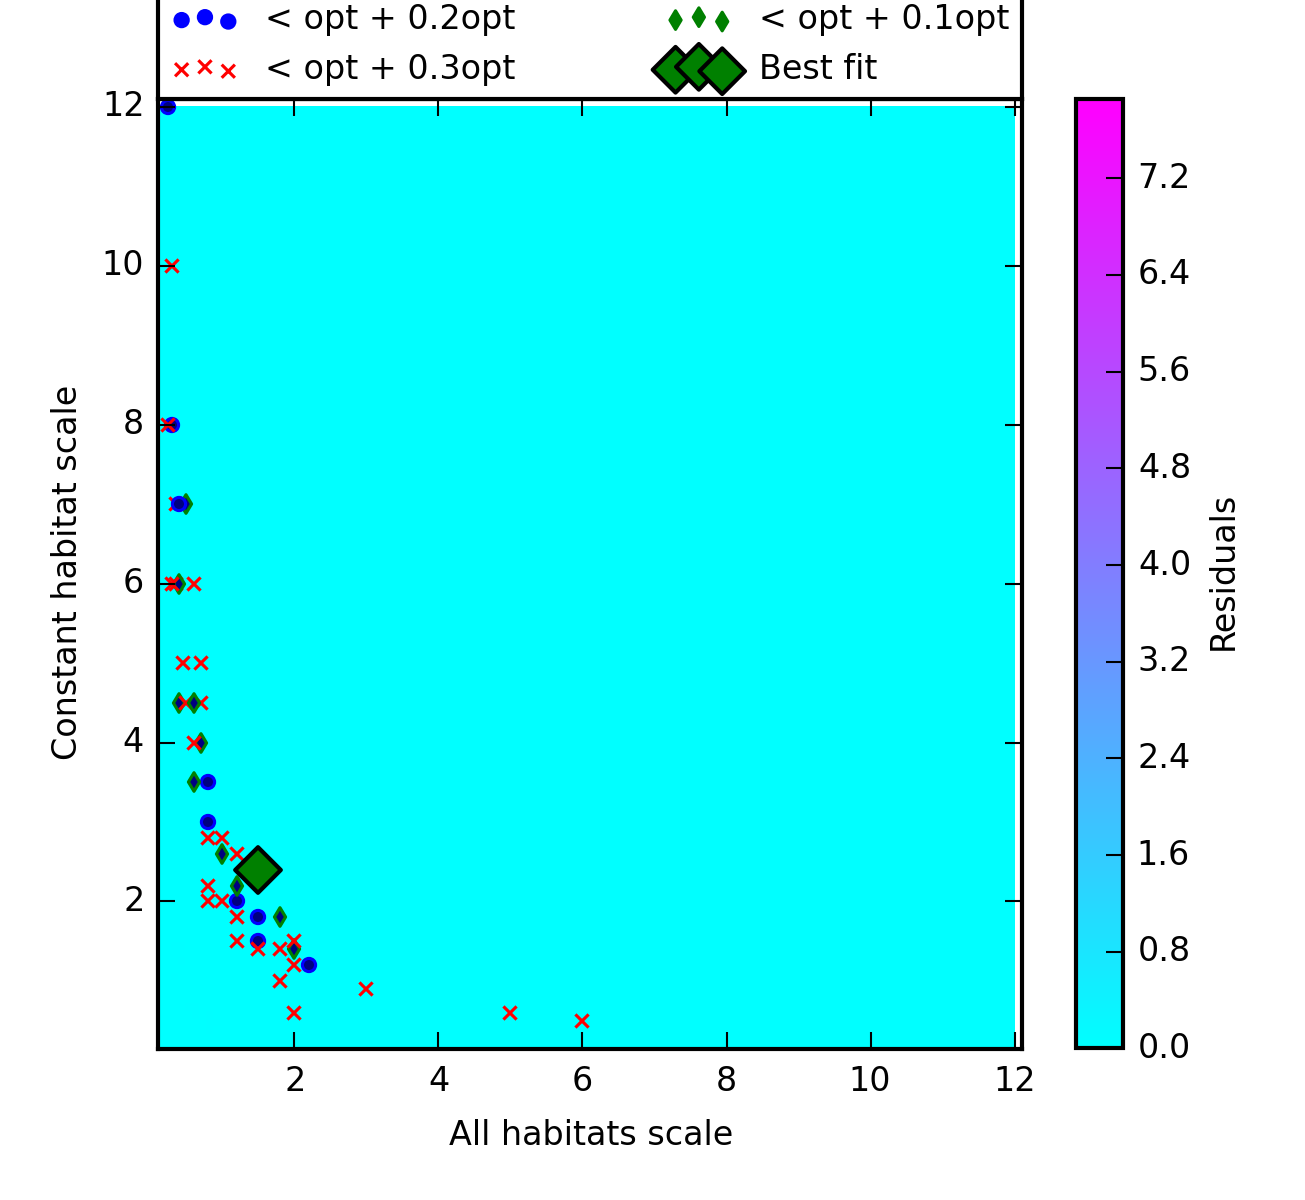 < opt + 0.2opt < opt + 0.1opt
< opt + 0.3opt Best fit
12
10
8
6
4
2
Constant habitat scale
2 4 6 8 10 12
All habitats scale
7.2
6.4
5.6
4.8
4.0
3.2
2.4
1.6
0.8
0.0
Residuals